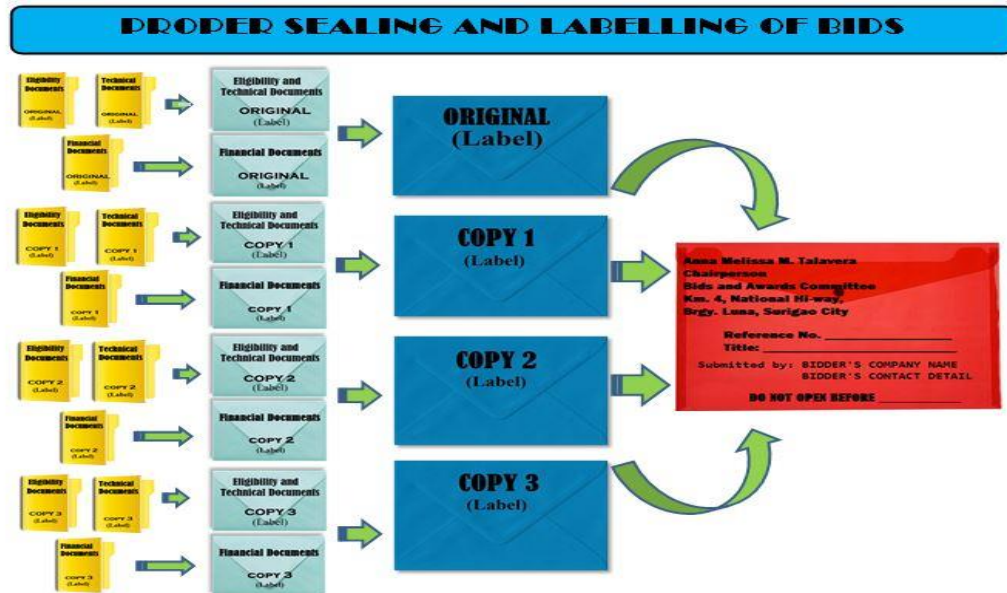 PROPER SEALING AND LABELLING OF BIDS
Eligibility
Documents
ORIGINAL
(Label)
Technical
Documents
ORIGINAL
(Label)
Eligibility and
Technical Documents
ORIGINAL
(Label)
Financial
Documents
ORIGINAL
(Label)
Financial Documents
ORIGINAL
(Label)
ORIGINAL
(Label)
Eligibility
Documents
COPY 1
(Label)
Technical
Documents
COPY 1
(Label)
Eligibility and
Technical Documents
COPY 1
(Label)
Financial
Documents
COPY 1
(Label)
Financial Documents
COPY 1
(Label)
COPY 1
(Label)
Eligibility
Documents
COPY 2
(Label)
Technical
Documents
COPY 2
(Label)
Eligibility and
Technical Documents
COPY 2
(Label)
Financial
Documents
COPY 2
(Label)
Financial Documents
COPY 2
(Label)
COPY 2
(Label)
Eligibility
Documents
COPY 3
(Label)
Technical
Documents
COPY 3
(Label)
Eligibility and
Technical Documents
COPY 3
(Label)
Financial
Documents
COPY 3
(Label)
Financial Documents
COPY 3
(Label)
COPY 3
(Label)
Anna Melissa M. Talavera
Chairperson
Bids and Awards Committee
Km. 4, National Hi-way,
Brgy. Luna, Surigao City
Reference No. ____________________
Title: ______________________________
Submitted by: BIDDER'S COMPANY NAME
BIDDER'S CONTACT DETAIL
DO NOT OPEN BEFORE _____________